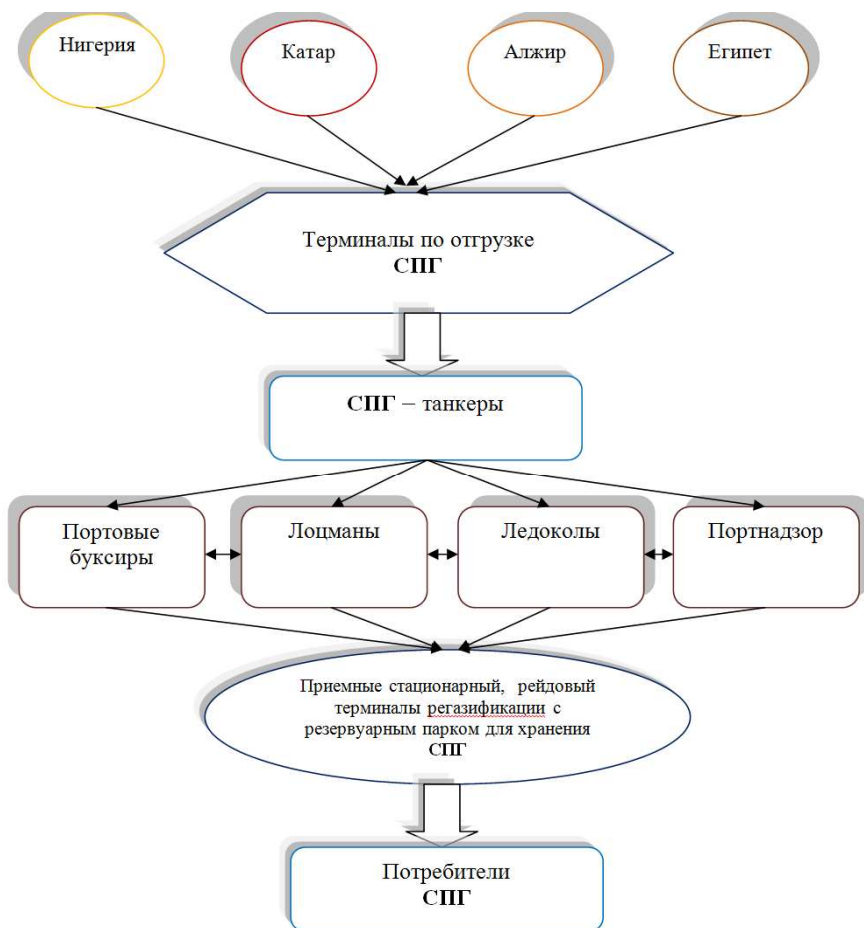 Нигерия
Катар
Алжир
Египет
Терминалы по отгрузке
СПГ
СПГ – танкеры
Портовые
буксиры
Лоцманы
Ледоколы
Портнадзор
Приемные стационарный, рейдовый
терминалы регазификации с
резервуарным парком для хранения
СПГ
Потребители
СПГ